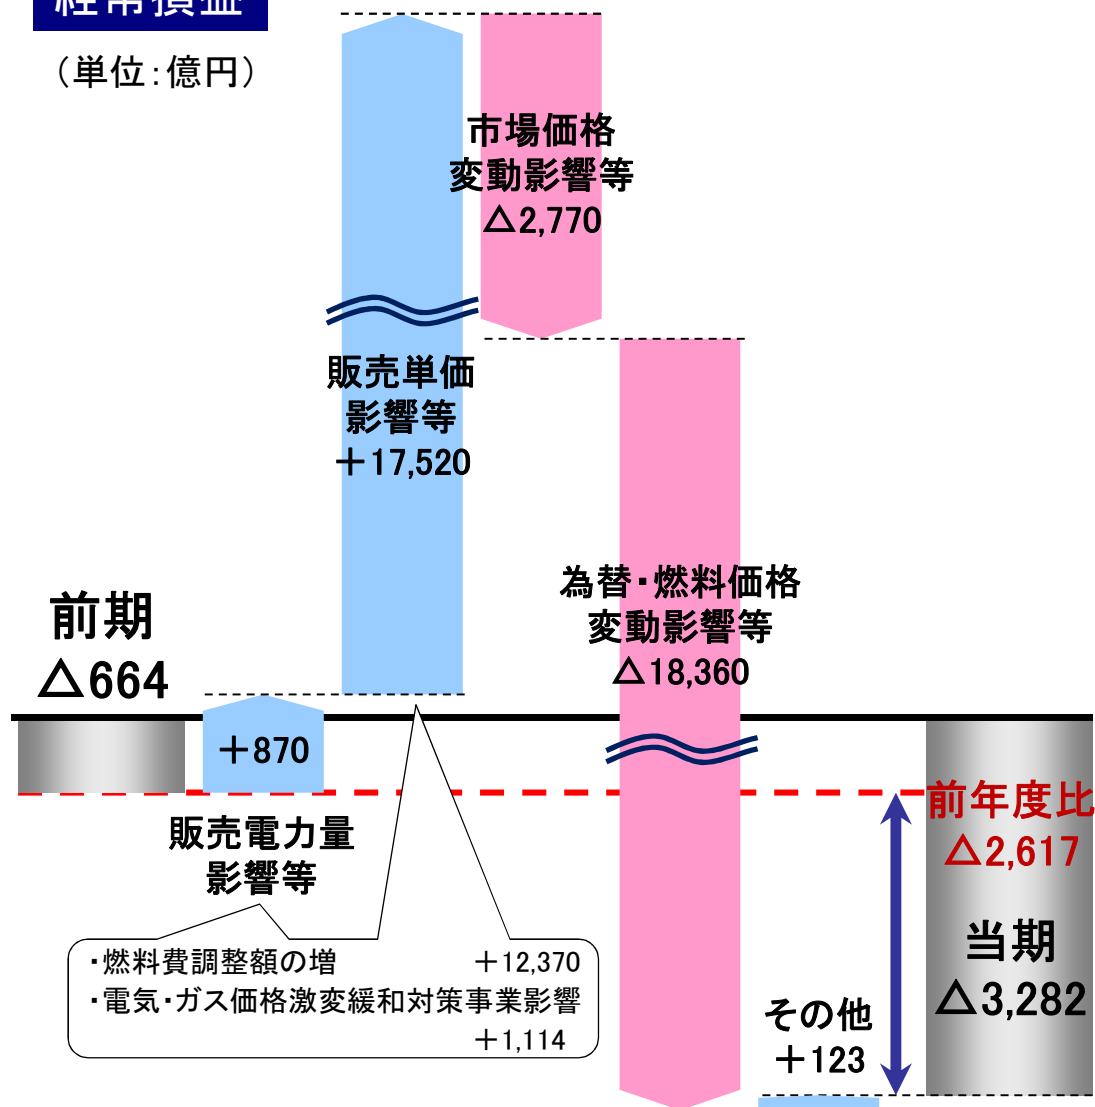 経常損益
（単位：億円）
市場価格
変動影響等
△2,770
販売単価
影響等
＋17,520
為替・燃料価格
変動影響等
△18,360
前期
△664
＋870
販売電力量
影響等
前年度比
△2,617
当期
△3,282
・燃料費調整額の増 ＋12,370
・電気・ガス価格激変緩和対策事業影響
＋1,114
その他
＋123